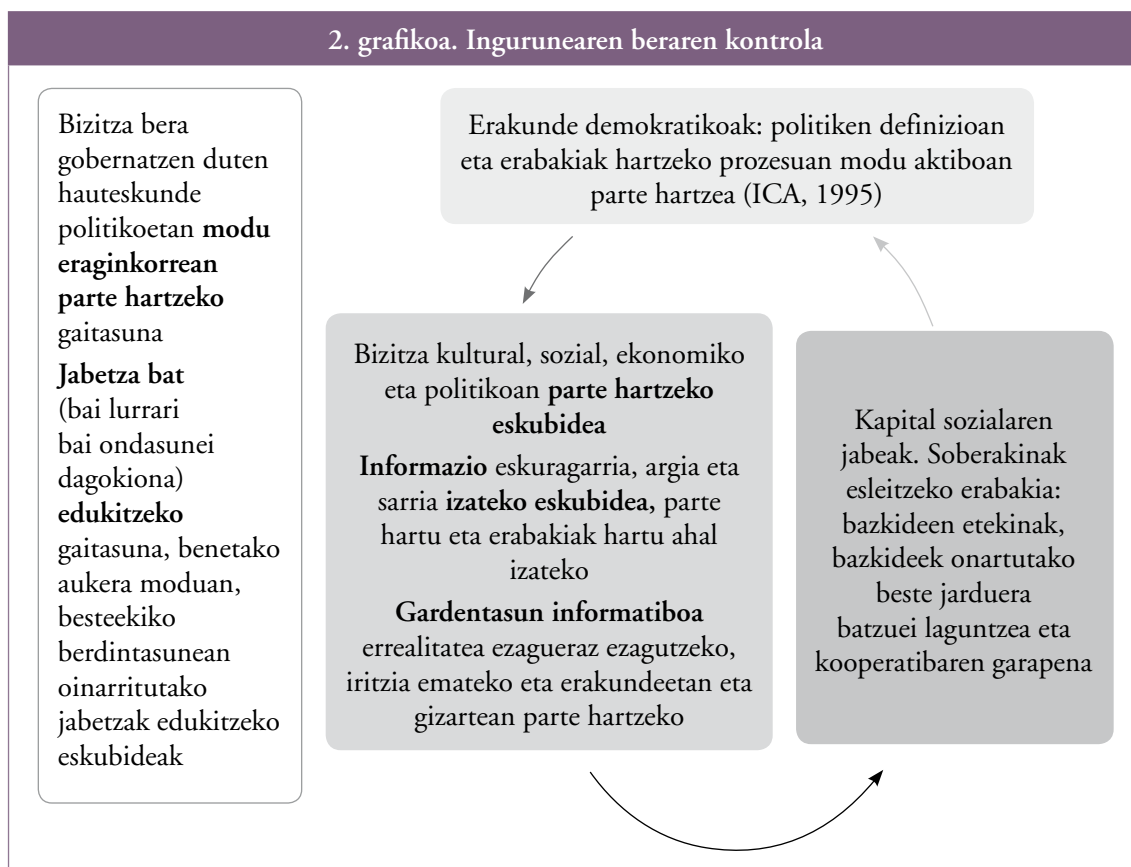 2. grafikoa. Ingurunearen beraren kontrola
Bizitza bera
gobernatzen duten
hauteskunde
politikoetan modu
eraginkorrean
parte hartzeko
gaitasuna
Jabetza bat
(bai lurrari
bai ondasunei
dagokiona)
edukitzeko
gaitasuna, benetako
aukera moduan,
besteekiko
berdintasunean
oinarritutako
jabetzak edukitzeko
eskubideak
Erakunde demokratikoak: politiken definizioan
eta erabakiak hartzeko prozesuan modu aktiboan
parte hartzea (ICA, 1995)
Bizitza kultural, sozial, ekonomiko
eta politikoan parte hartzeko
eskubidea
Informazio eskuragarria, argia eta
sarria izateko eskubidea, parte
hartu eta erabakiak hartu ahal
izateko
Gardentasun informatiboa
errealitatea ezagueraz ezagutzeko,
iritzia emateko eta erakundeetan eta
gizartean parte hartzeko
Kapital sozialaren
jabeak. Soberakinak
esleitzeko erabakia:
bazkideen etekinak,
bazkideek onartutako
beste jarduera
batzuei laguntzea eta
kooperatibaren garapena